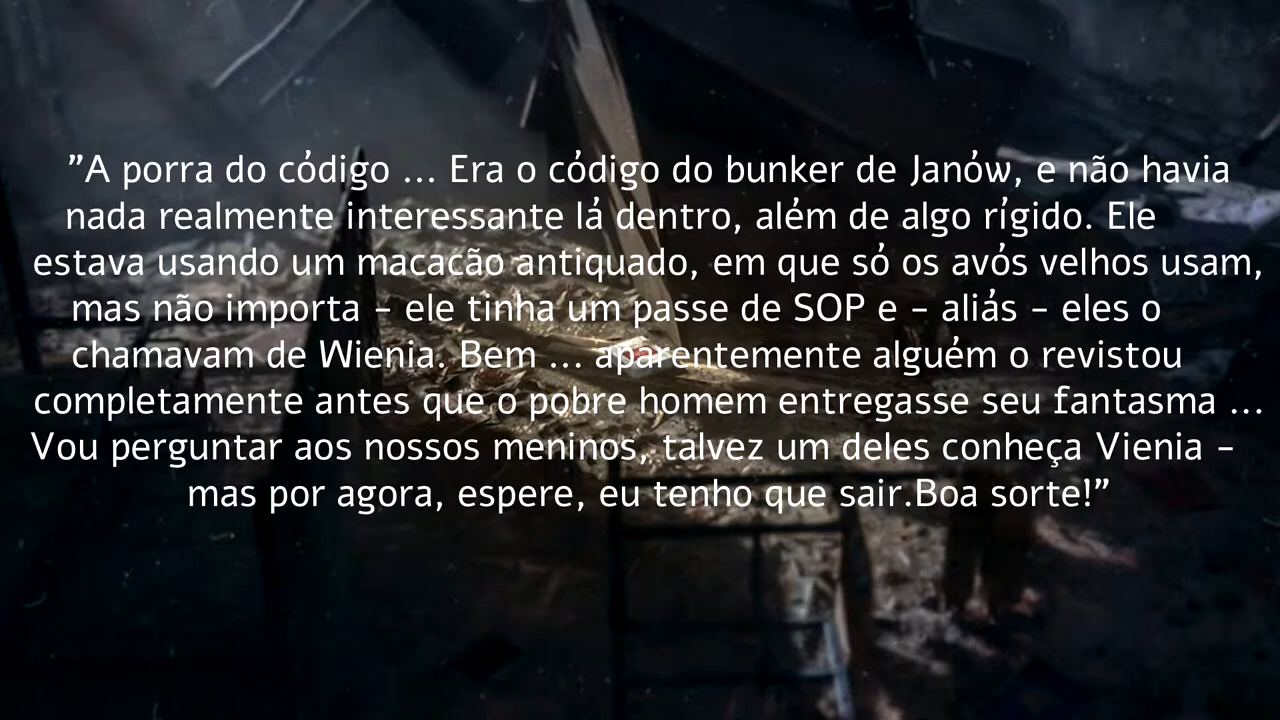 ”A porra do código ... Era o código do bunker de Janów, e não havia
nada realmente interessante lá dentro, além de algo rígido. Ele
estava usando um macacão antiquado, em que só os avós velhos usam,
mas não importa – ele tinha um passe de SOP e – aliás – eles o
chamavam de Wienia. Bem ... aparentemente alguém o revistou
completamente antes que o pobre homem entregasse seu fantasma ...
Vou perguntar aos nossos meninos, talvez um deles conheça Vienia –
mas por agora, espere, eu tenho que sair.Boa sorte!”